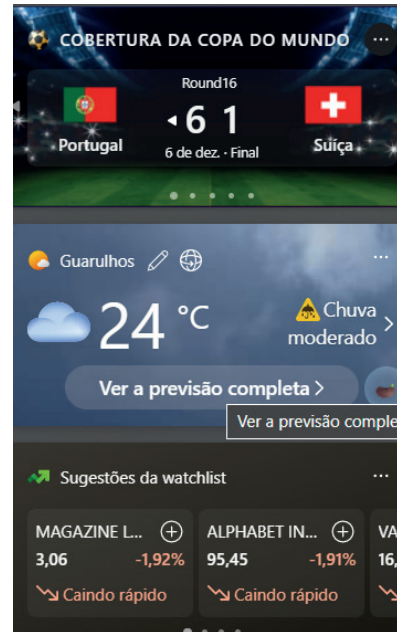 COBERTURA DA COPA DO MUNDO
Round16
6 1
Portugal
Suíça
6 de dez. · Final
Guarulhos
24 °C
Chuva
moderado
Ver a previsão completa >
Ver a previsão comple
Sugestões da watchlist
MAGAZINE L... ALPHABET IN... VA
3,06 -1,92% 95,45 -1,91% 16,
Caindo rápido Caindo rápido